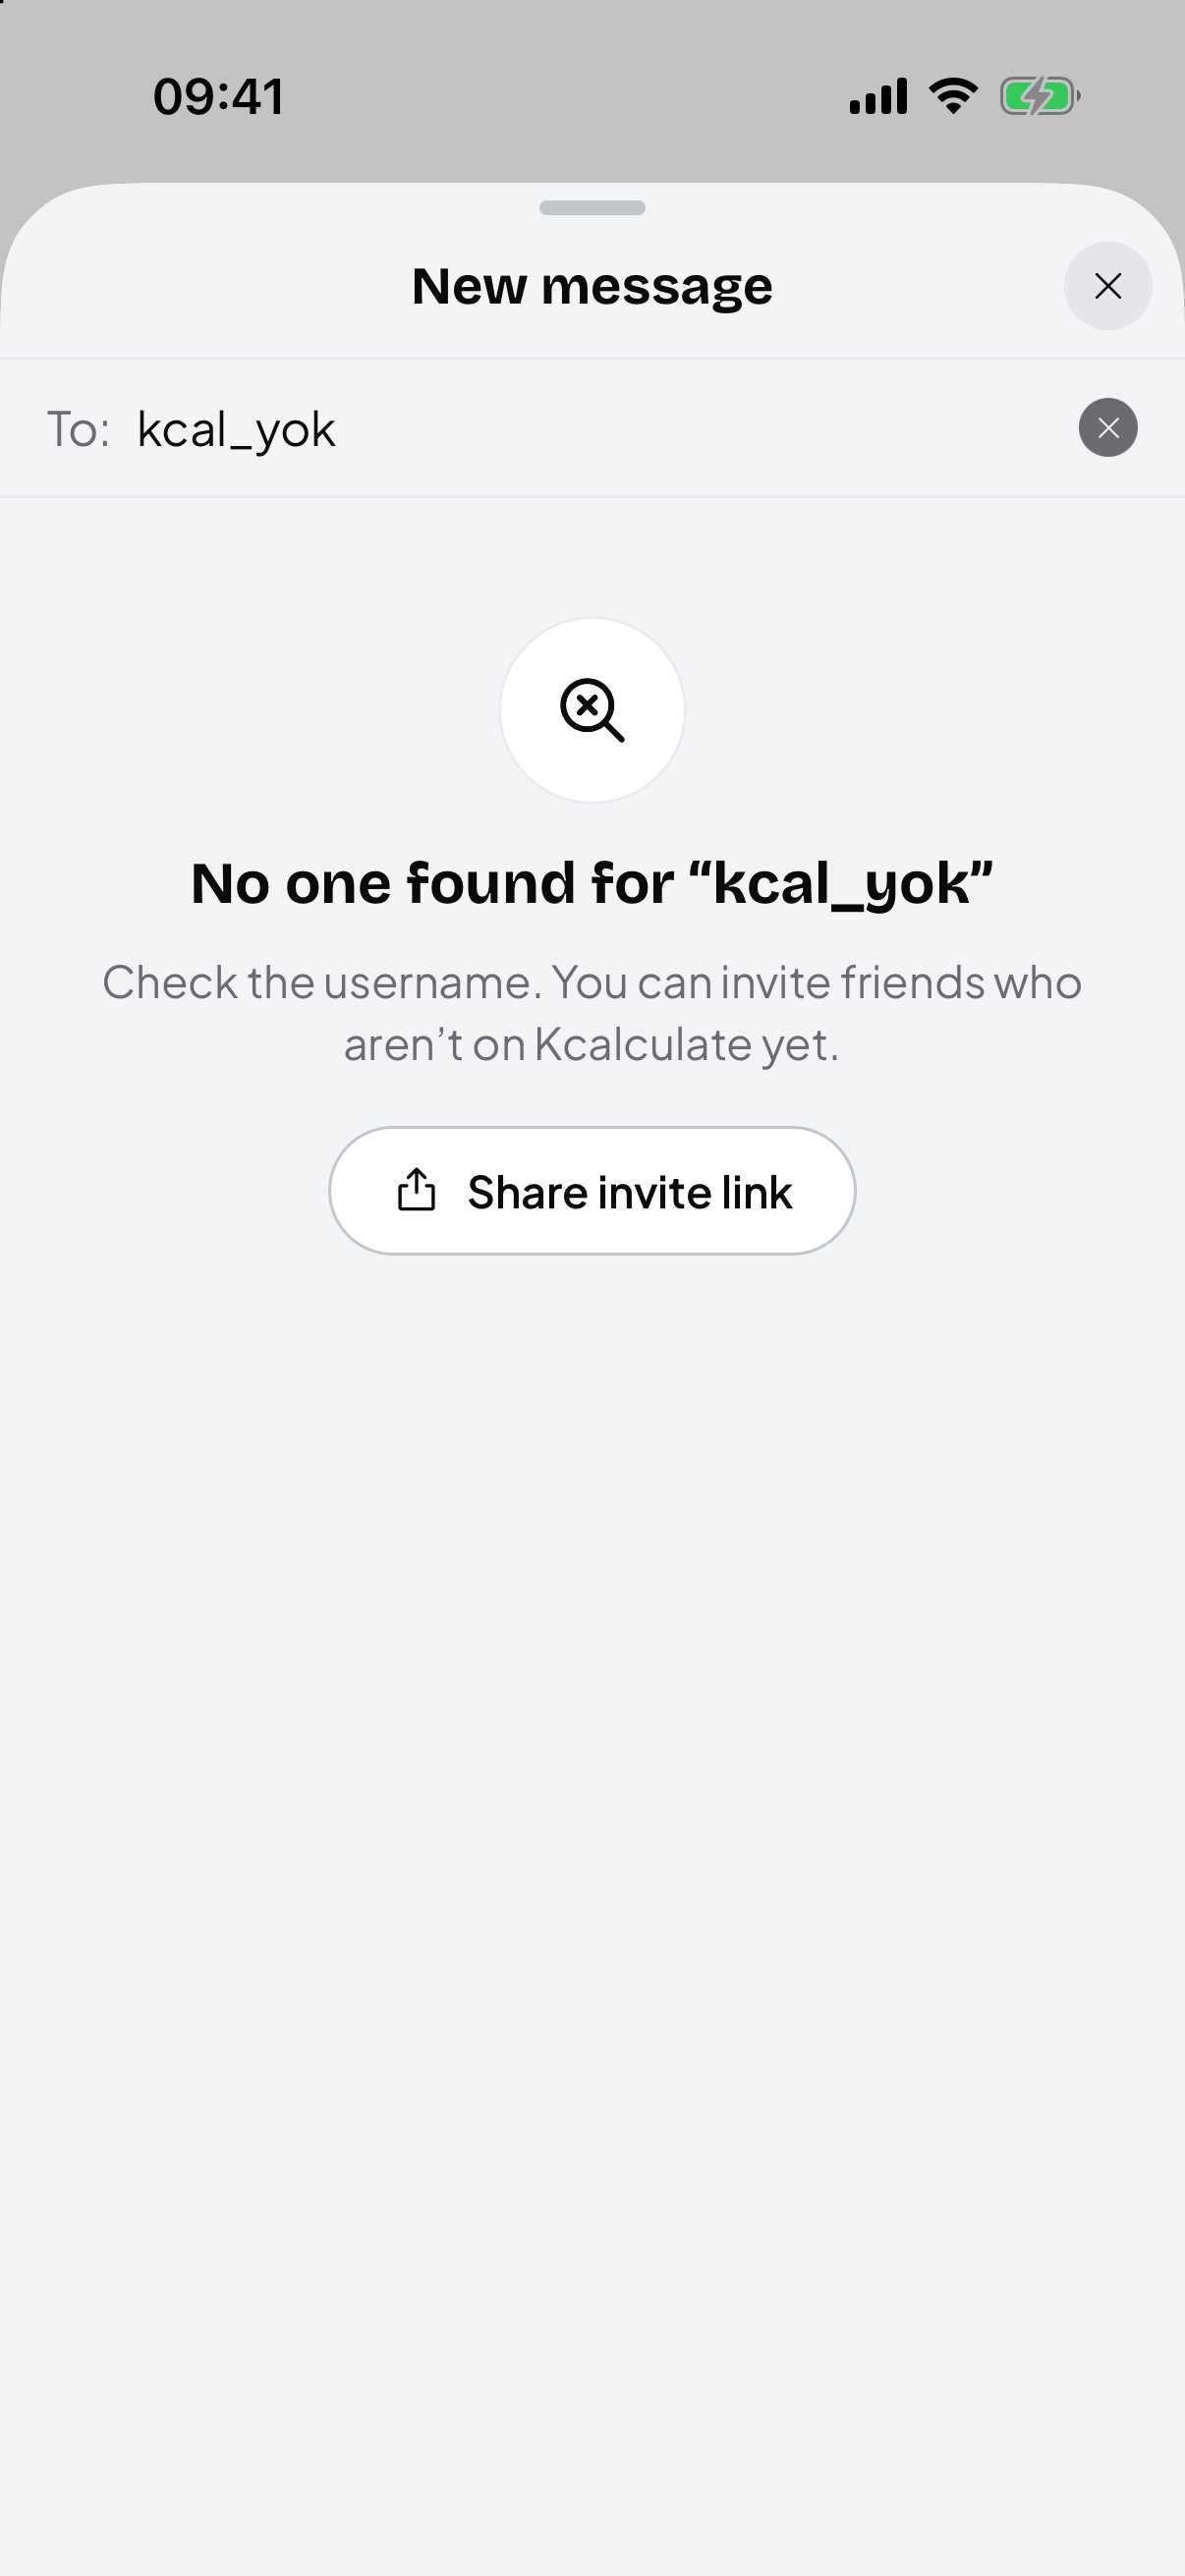 09:41
New message
To: kcal_yok
No one found for “kcal_yok”
Check the username. You can invite friends who
aren’t on Kcalculate yet.
Share invite link